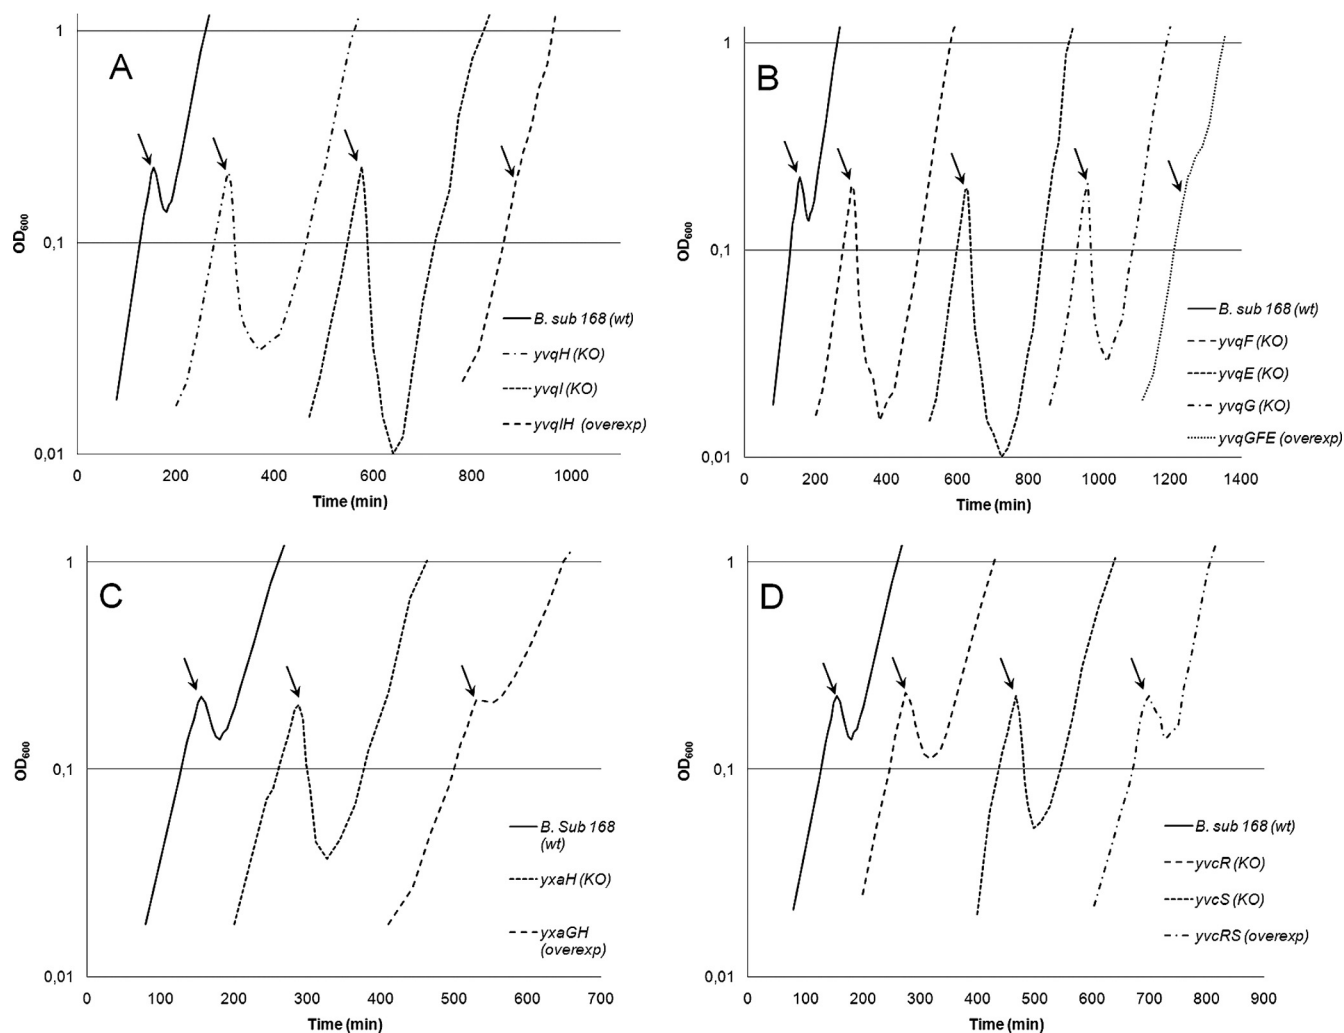 A
OD600
1
0,1
0,01
0 200 400 600 800 1000
Time (min)
B. sub 168 (wt)
yvqH (KO)
yvqI (KO)
yvqIH (overexp)
B
OD600
1
0,1
0,01
0 200 400 600 800 1000 1200 1400
Time (min)
B. sub 168 (wt)
yvqF (KO)
yvqE (KO)
yvqG (KO)
yvqGFE (overexp)
C
OD600
1
0,1
0,01
0 100 200 300 400 500 600 700
Time (min)
B. Sub 168
(wt)
yxaH (KO)
yxaGH
(overexp)
D
OD600
1
0,1
0,01
0 100 200 300 400 500 600 700 800 900
Time (min)
B. sub 168 (wt)
yvcR (KO)
yvcS (KO)
yvcRS (overexp)